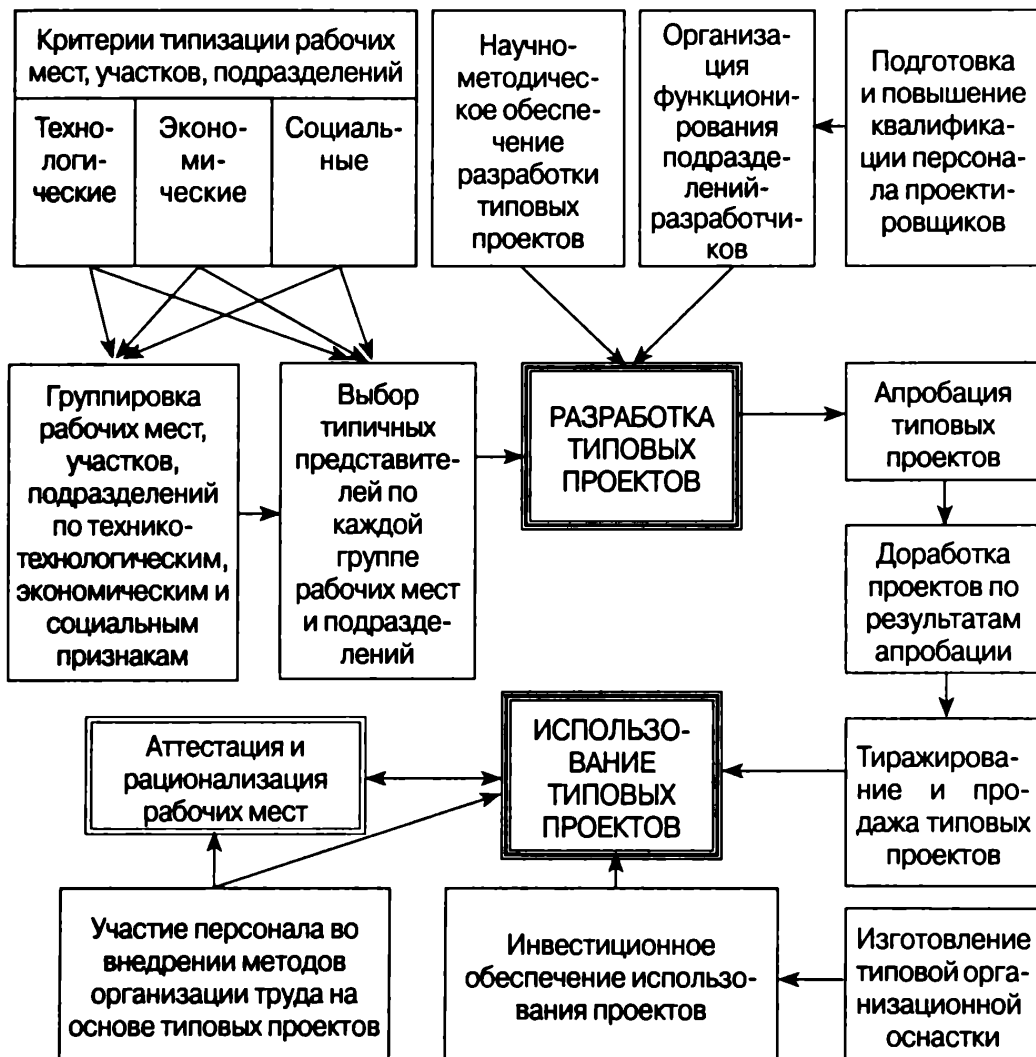 Критерии типизации рабочих
мест, участков, подразделений
Техно-
логи-
ческие
Эконо-
ми-
ческие
Социаль-
ные
Научно-
методичес-
кое обеспе-
чение
разработки
типовых
проектов
Организа-
ция
функциони-
рования
подразде-
лений-
разработчи-
ков
Подготовка
и повышение
квалифика-
ции персона-
ла проекти-
ровщиков
Группировка
рабочих мест,
участков,
подразделений
по технико-
технологическим,
экономическим и
социальным
признакам
Выбор
типичных
представите-
лей по
каждой
группе
рабочих мест
и подразде-
лений
РАЗРАБОТКА
ТИПОВЫХ
ПРОЕКТОВ
Апробация
типовых
проектов
Доработка
проектов по
результатам
апробации
Аттестация и
рационализация
рабочих мест
ИСПОЛЬЗО-
ВАНИЕ
ТИПОВЫХ
ПРОЕКТОВ
Тиражирова-
ние и про-
дажа типовых
проектов
Участие персонала во
внедрении методов
организации труда на
основе типовых проектов
Инвестиционное
обеспечение использо-
вания проектов
Изготовление
типовой орга-
низационной
оснастки